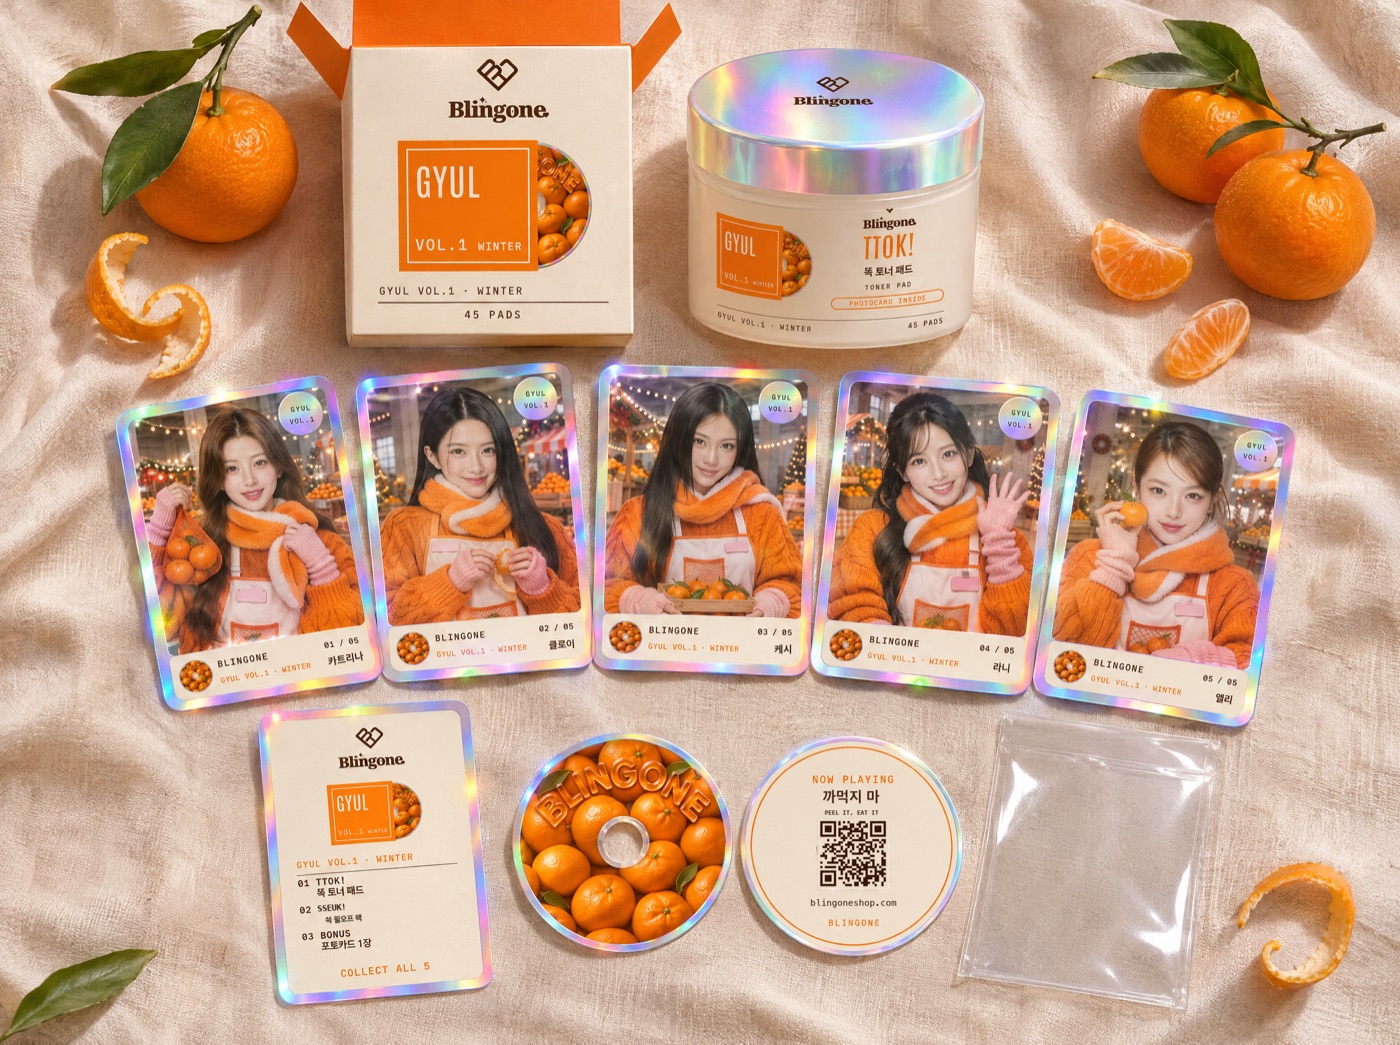 Blingone
GYUL
VOL.1 WINTER
ONE
GYUL VOL.1 · WINTER
45 PADS
Blingone
GYUL
VOL.1 WINTER
Blingone
TTOK!
똑 토너 패드
TONER PAD
PHOTOCARD INSIDE
GYUL VOL.1 · WINTER
45 PADS
GYUL
VOL.1
BLINGONE
01 / 05
GYUL VOL.1 · WINTER
카트리나
GYUL
VOL.1
BLINGONE
02 / 05
GYUL VOL.1 · WINTER
클로이
GYUL
VOL.1
BLINGONE
03 / 05
GYUL VOL.1 · WINTER
케시
GYUL
VOL.1
BLINGONE
04 / 05
GYUL VOL.1 · WINTER
라니
GYUL
VOL.1
BLINGONE
05 / 05
GYUL VOL.1 · WINTER
엘리
Blingone
GYUL
VOL.1 WINTER
GYUL VOL.1 · WINTER
01 TTOK!
똑 토너 패드
02 SSEUK!
쓱 필오프 팩
03 BONUS
포토카드 1장
COLLECT ALL 5
BLINGONE
NOW PLAYING
까먹지 마
PEEL IT, EAT IT
blingoneshop.com
BLINGONE